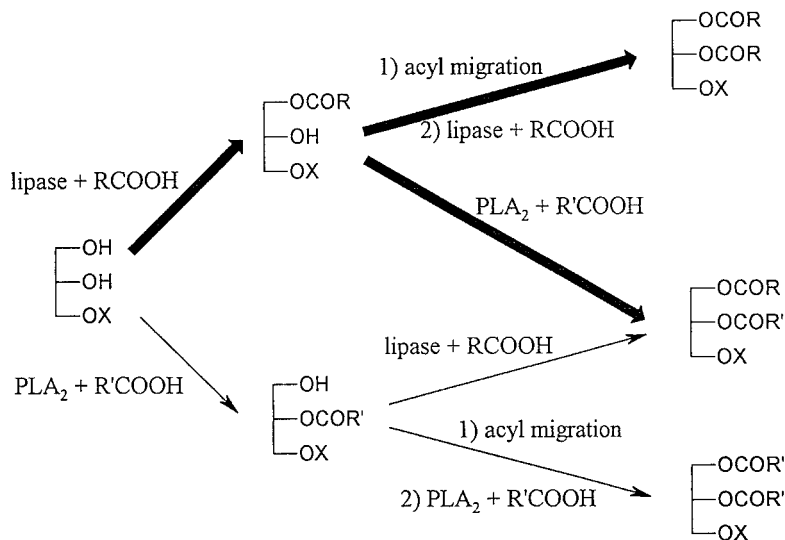 OCOR
OCOR
OX
1) acyl migration
2) lipase + RCOOH
OCOR
OH
OX
lipase + RCOOH
PLA₂ + R'COOH
OH
OH
OX
OCOR
OCOR'
OX
lipase + RCOOH
PLA₂ + R'COOH
OH
OCOR'
OX
1) acyl migration
2) PLA₂ + R'COOH
OCOR'
OCOR'
OX